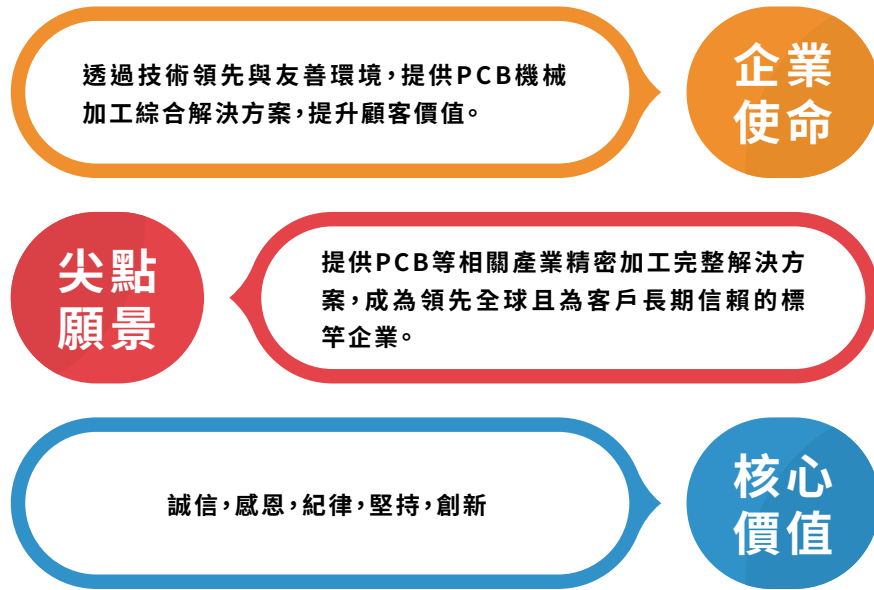 透過技術領先與友善環境,提供PCB機械
加工綜合解決方案,提升顧客價值。
企業
使命
尖點
願景
提供PCB等相關產業精密加工完整解決方
案,成為領先全球且為客戶長期信賴的標
竿企業。
誠信,感恩,紀律,堅持,創新
核心
價值